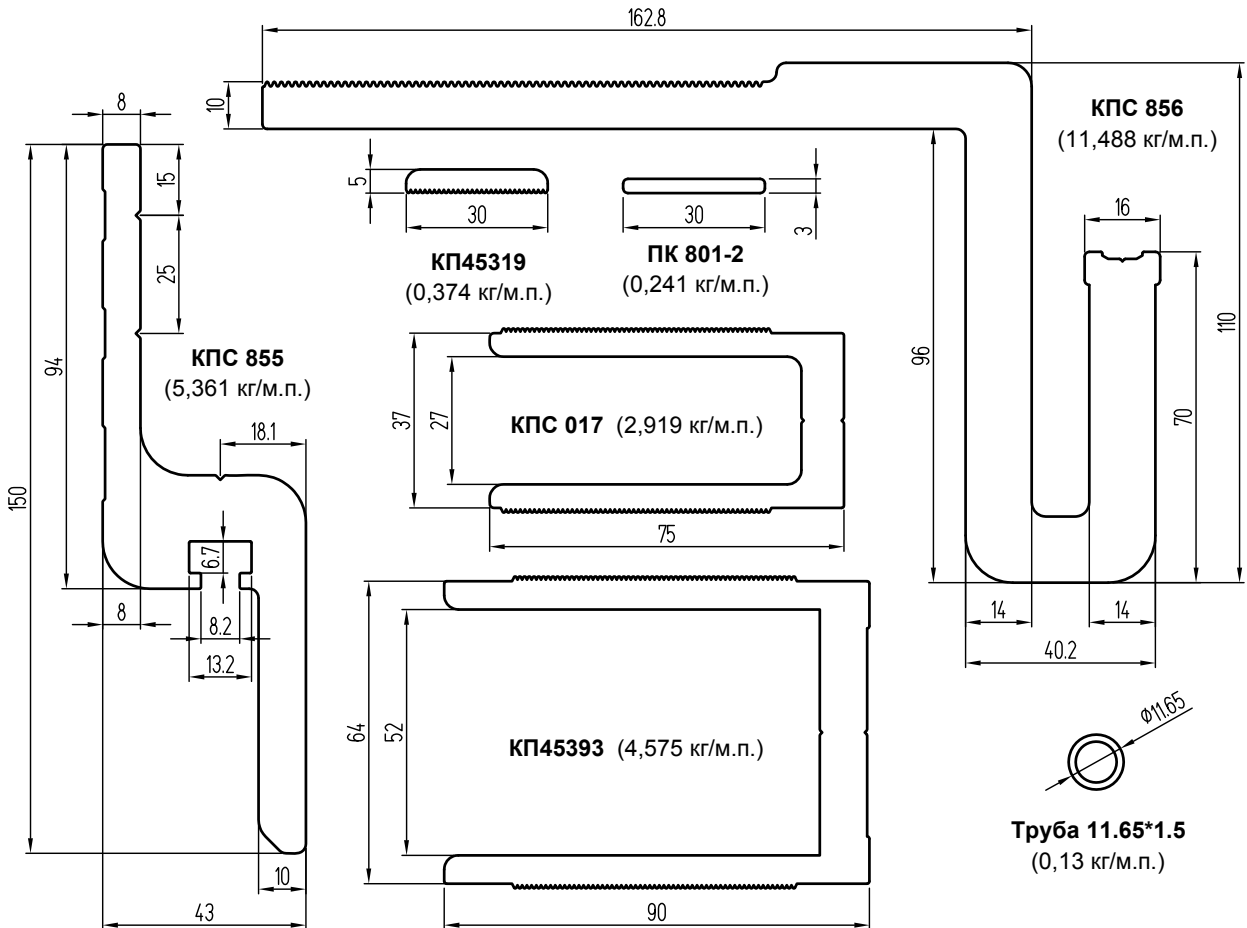 162.8
8
10
КПС 856
(11,488 кг/м.п.)
15
5
30
30
3
16
КП45319
(0,374 кг/м.п.)
ПК 801-2
(0,241 кг/м.п.)
25
94
КПС 855
(5,361 кг/м.п.)
96
110
37
27
КПС 017 (2,919 кг/м.п.)
70
18.1
150
75
6.7
8
8.2
13.2
14
14
40.2
64
52
КП45393 (4,575 кг/м.п.)
Ø11.65
Труба 11.65*1.5
(0,13 кг/м.п.)
10
43
90